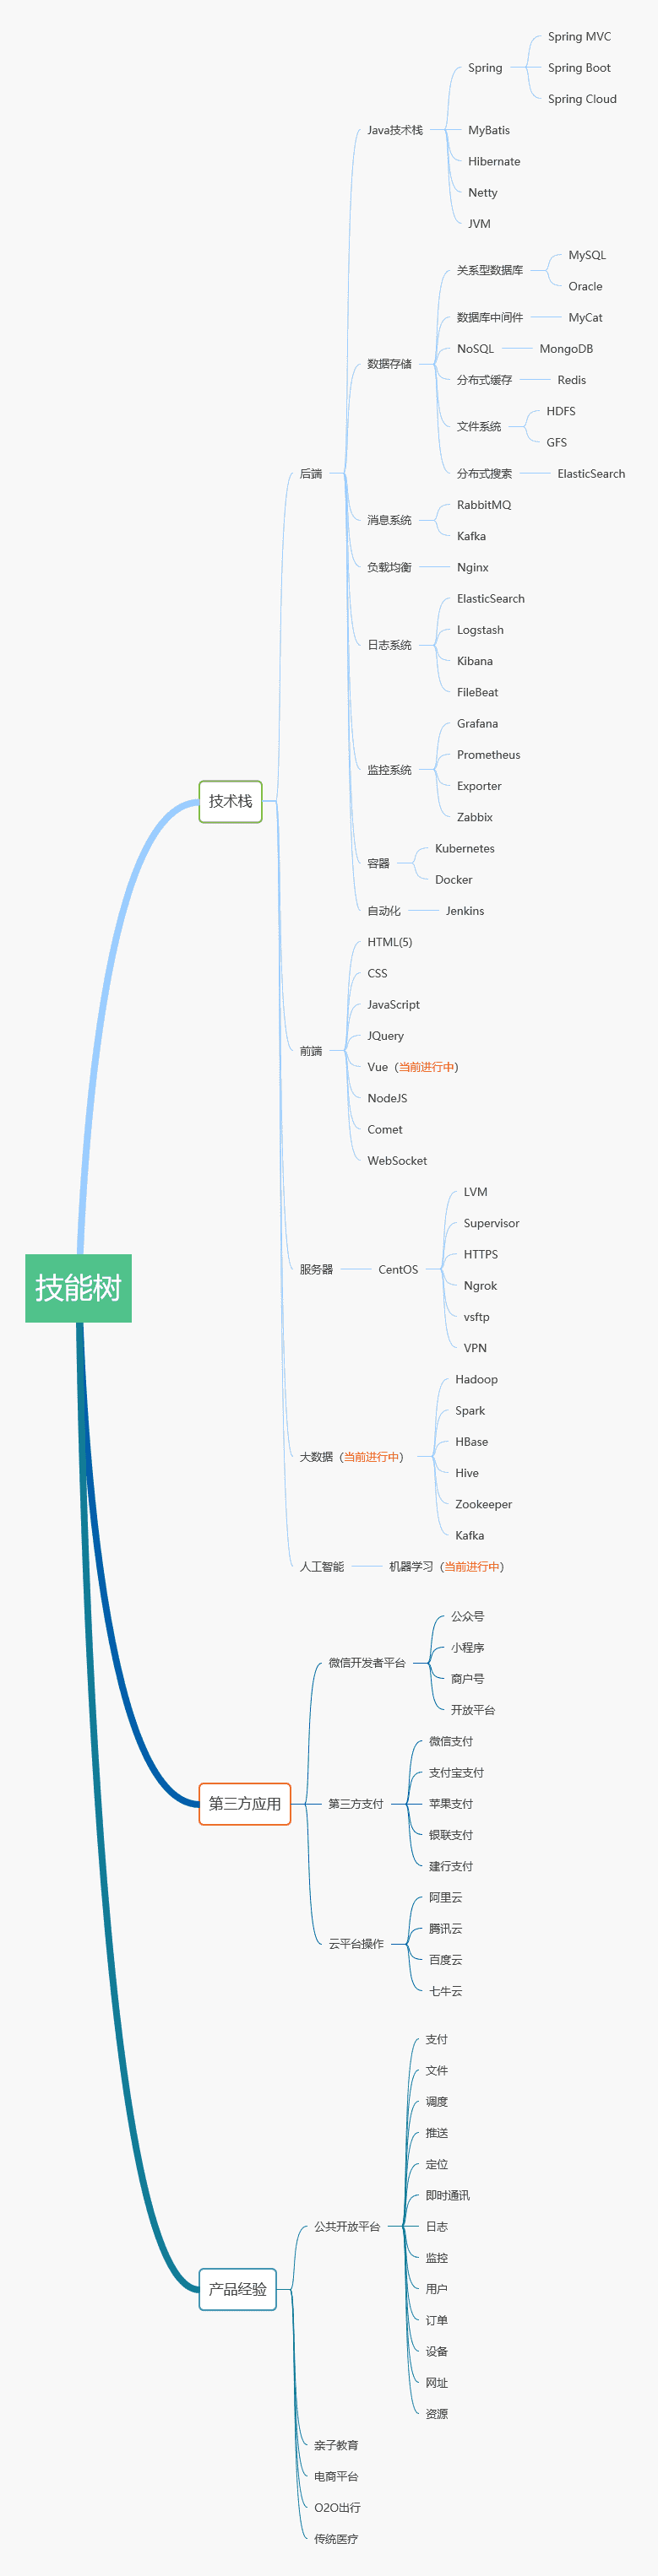 技能树
技术栈
后端
Java技术栈
Spring
Spring MVC
Spring Boot
Spring Cloud
MyBatis
Hibernate
Netty
JVM
数据存储
关系型数据库
MySQL
Oracle
数据库中间件
MyCat
NoSQL
MongoDB
分布式缓存
Redis
文件系统
HDFS
GFS
分布式搜索
ElasticSearch
消息系统
RabbitMQ
Kafka
负载均衡
Nginx
日志系统
ElasticSearch
Logstash
Kibana
FileBeat
监控系统
Grafana
Prometheus
Exporter
Zabbix
容器
Kubernetes
Docker
自动化
Jenkins
前端
HTML(5)
CSS
JavaScript
JQuery
Vue（当前进行中）
NodeJS
Comet
WebSocket
服务器
CentOS
LVM
Supervisor
HTTPS
Ngrok
vsftp
VPN
大数据（当前进行中）
Hadoop
Spark
HBase
Hive
Zookeeper
Kafka
人工智能
机器学习（当前进行中）
第三方应用
微信开发者平台
公众号
小程序
商户号
开放平台
第三方支付
微信支付
支付宝支付
苹果支付
银联支付
建行支付
云平台操作
阿里云
腾讯云
百度云
七牛云
产品经验
公共开放平台
支付
文件
调度
推送
定位
即时通讯
日志
监控
用户
订单
设备
网址
资源
亲子教育
电商平台
O2O出行
传统医疗